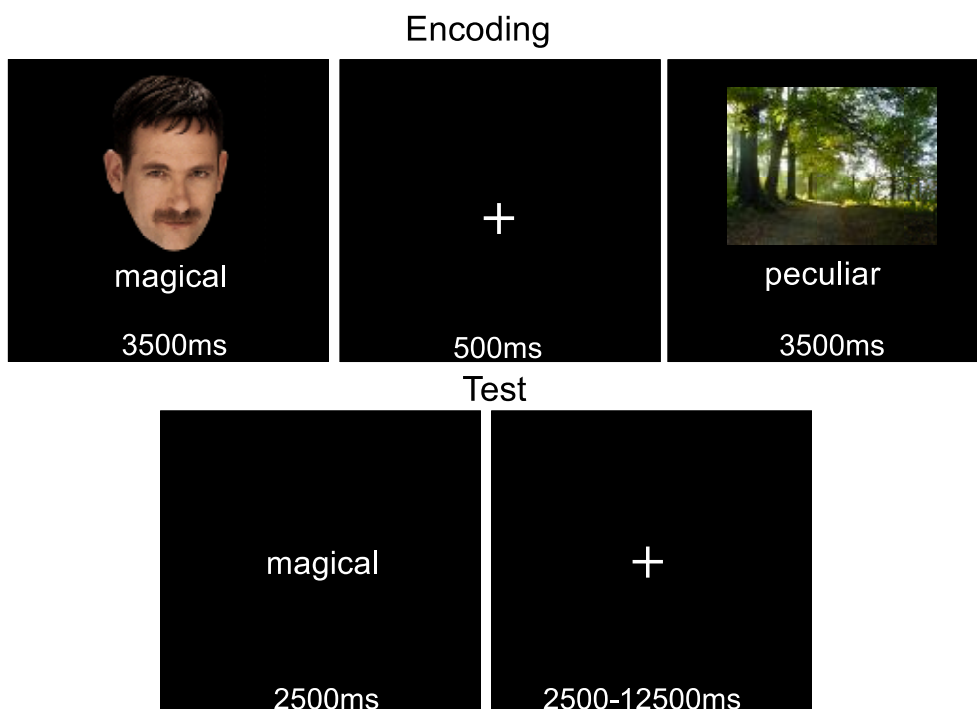 Encoding
magical
3500ms
+
500ms
peculiar
3500ms
Test
magical
2500ms
+
2500-12500ms